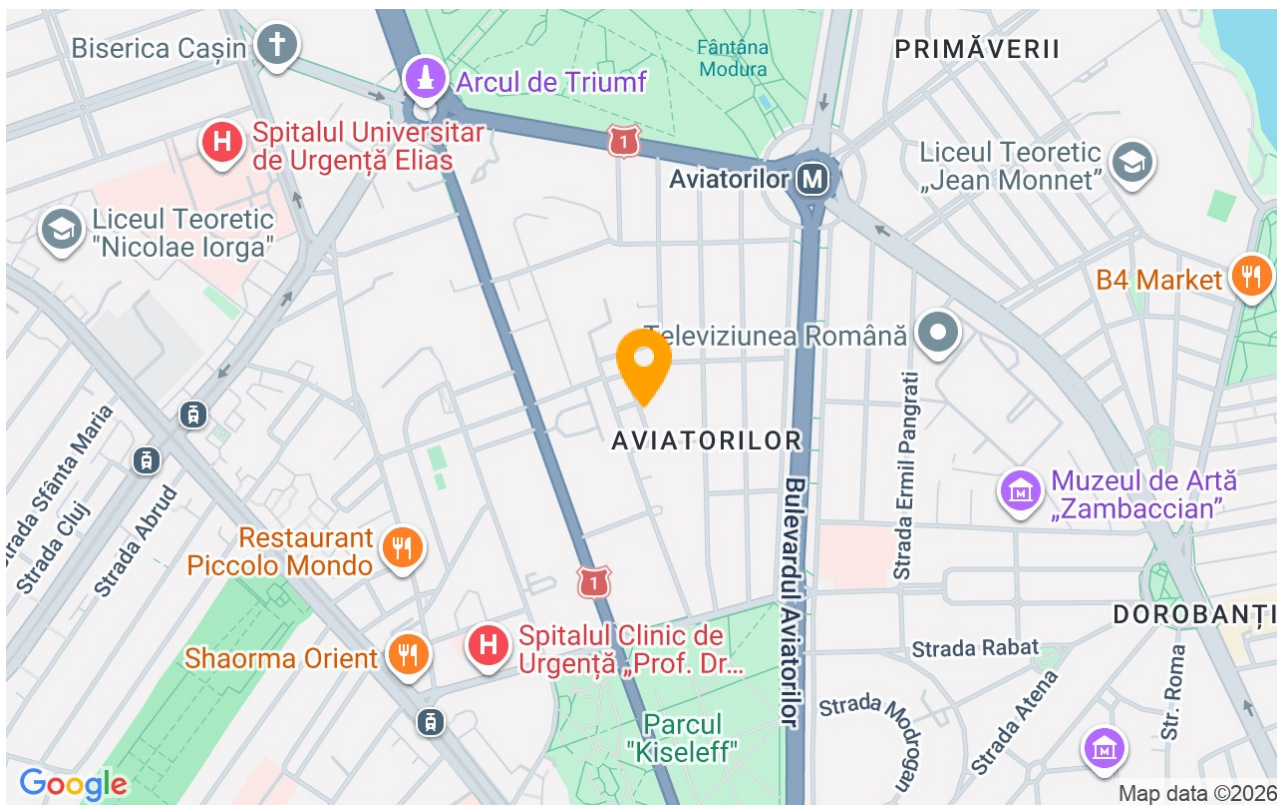 Biserica Cașin
Arcul de Triumf
Fântâna
Modura
PRIMĂVERII
Spitalul Universitar
de Urgență Elias
1
Aviatorilor M
Liceul Teoretic
„Jean Monnet”
Liceul Teoretic
"Nicolae Iorga"
B4 Market
Televiziunea Română
AVIATORILOR
Strada Ermil Pangrati
Bulevardul Aviatorilor
Muzeul de Artă
„Zambaccian”
Strada Sfânta Maria
Strada Cluj
Strada Abrud
Restaurant
Piccolo Mondo
1
DOROBANȚI
Shaorma Orient
Spitalul Clinic de
Urgență „Prof. Dr...
Strada Rabat
Parcul
"Kiseleff"
Strada Modrogan
Strada Atena
Str. Roma
Google
Map data ©2026